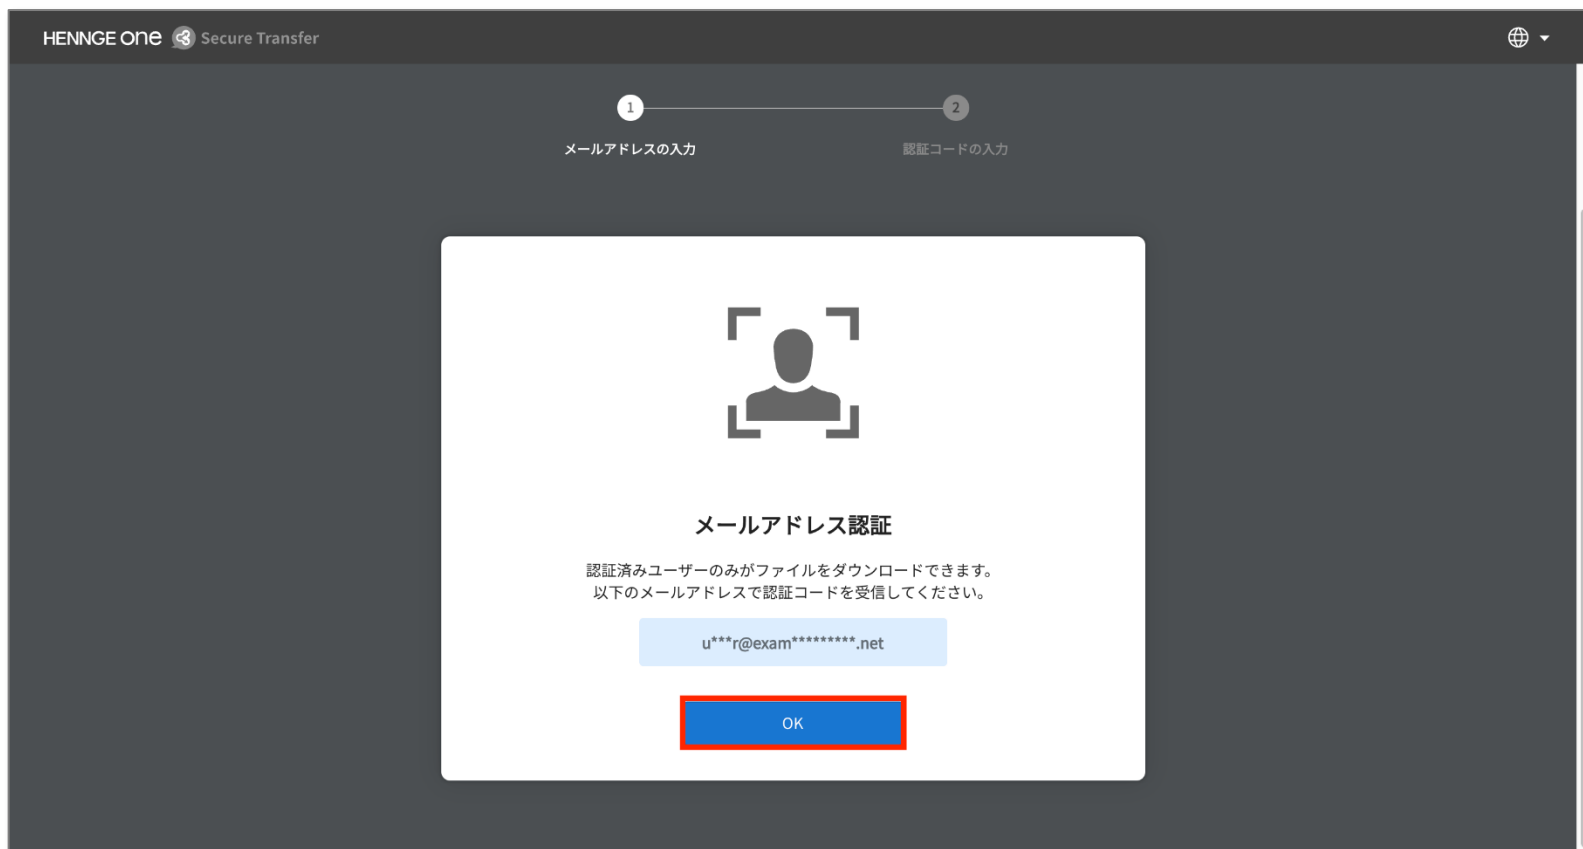 HENNGE One Secure Transfer
1
2
メールアドレスの入力
認証コードの入力
メールアドレス認証
認証済みユーザーのみがファイルをダウンロードできます。
以下のメールアドレスで認証コードを受信してください。
u***r@exam*********.net
OK